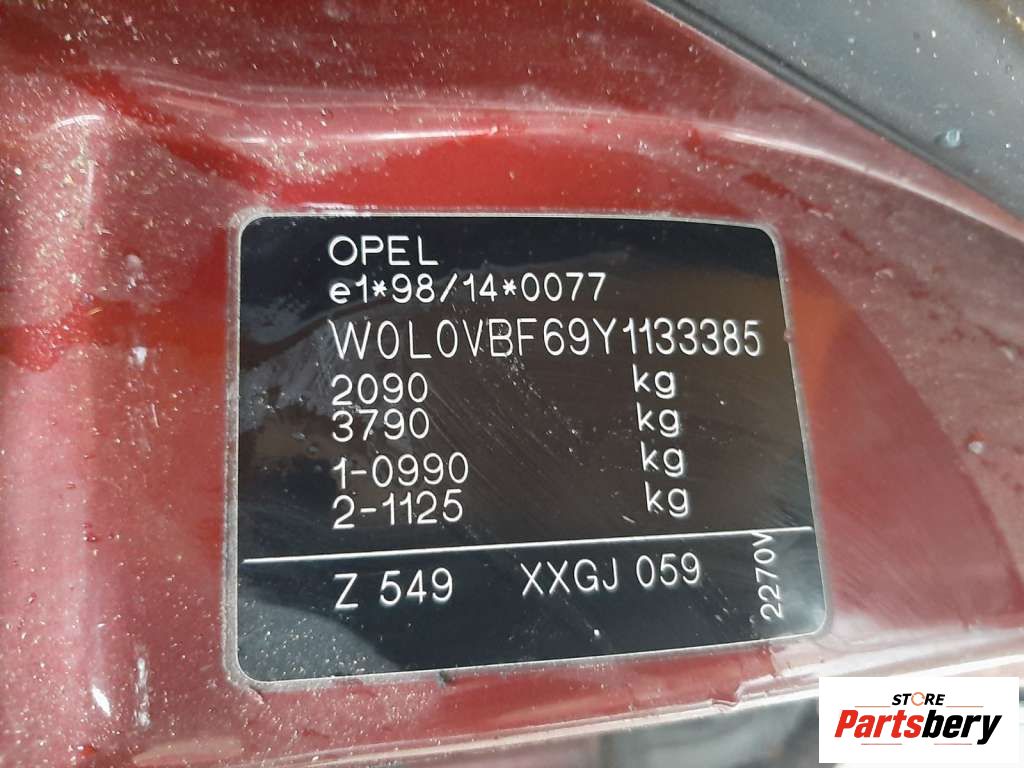 OPEL
e1*98/14*0077
W0L0VBF69Y1133385
2090 kg
3790 kg
1-0990 kg
2-1125 kg
Z 549 XXGJ 059
2270V
STORE
Partsbery